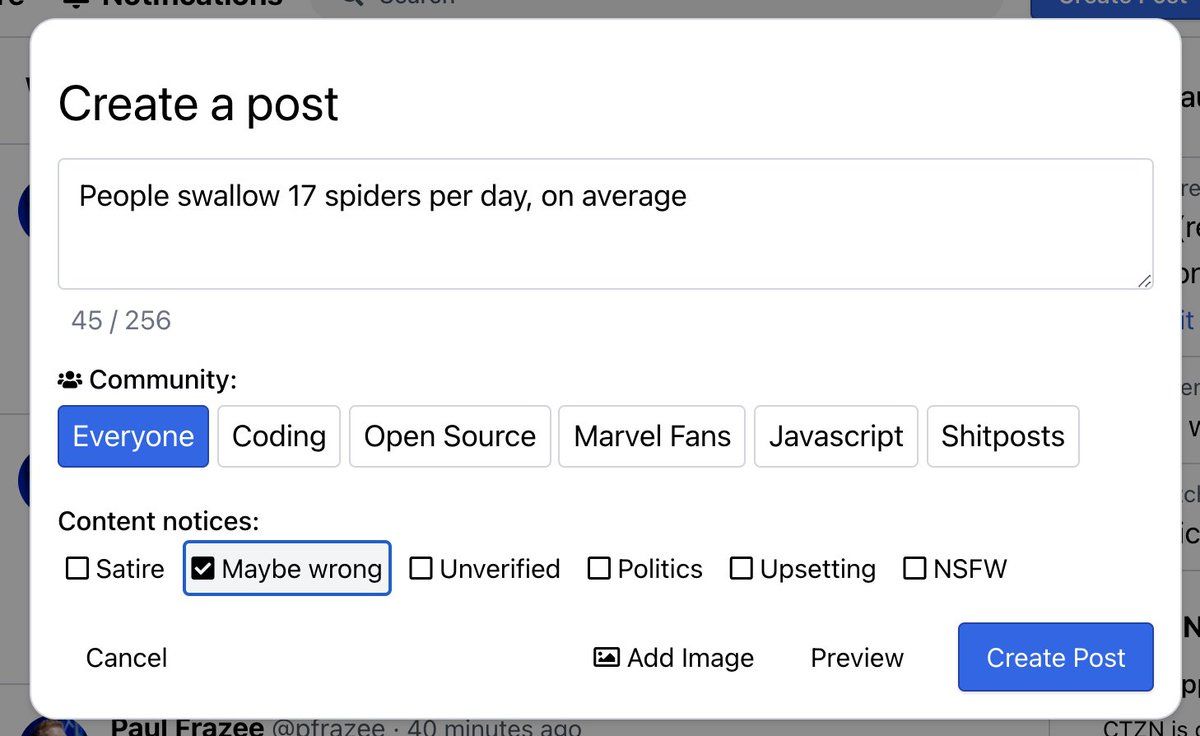 Notifications
Search
Create Post
Create a post
People swallow 17 spiders per day, on average
45 / 256
Community:
Everyone Coding Open Source Marvel Fans Javascript Shitposts
Content notices:
Satire Maybe wrong Unverified Politics Upsetting NSFW
Cancel Add Image Preview Create Post
Paul Frazee @pfrazee · 40 minutes ago
CTZN is